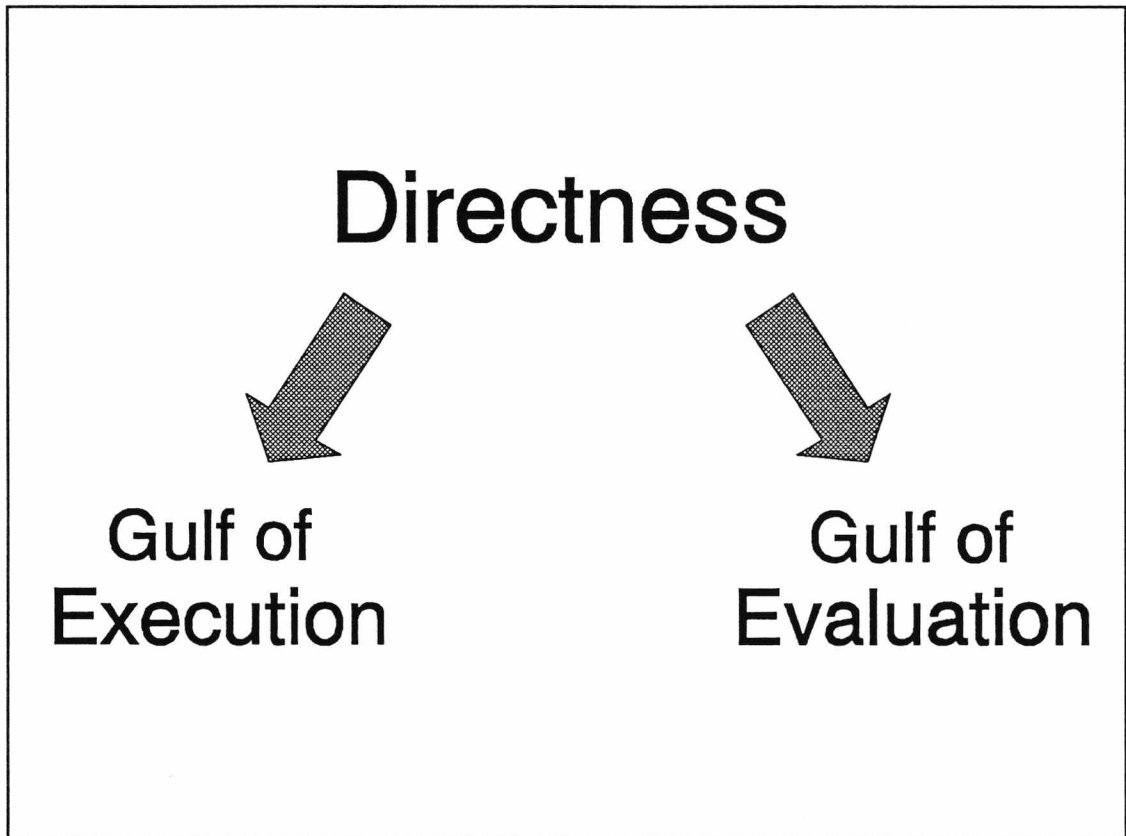 Directness
Gulf of
Execution
Gulf of
Evaluation